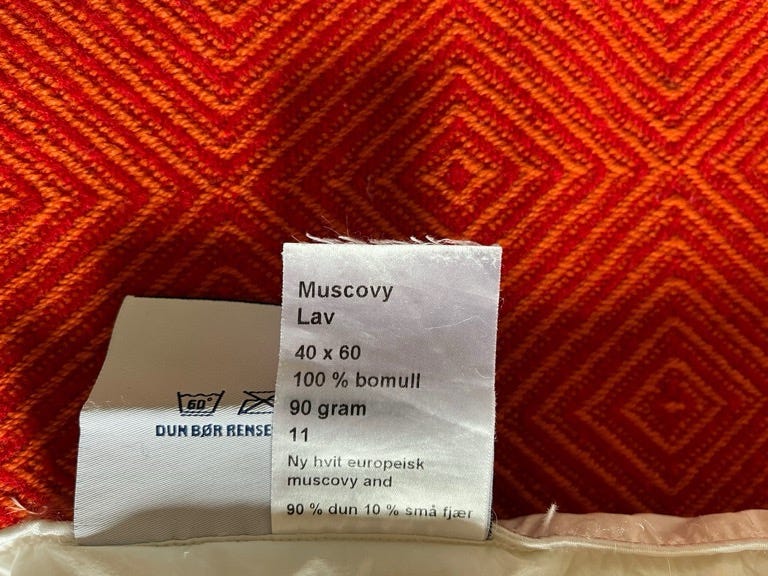 Muscovy
Lav
40 x 60
100 % bomull
90 gram
11
Ny hvit europeisk
muscovy and
90 % dun 10 % små fjær
60°
DUN BØR RENSE